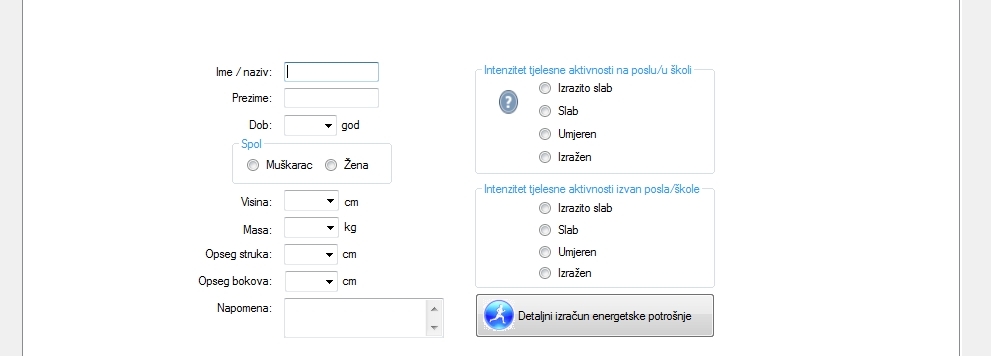 Ime / naziv:
Prezime:
Dob: god
Spol
Muškarac Žena
Visina: cm
Masa: kg
Opseg struka: cm
Opseg bokova: cm
Napomena:
Intenzitet tjelesne aktivnosti na poslu/u školi
?
Izrazito slab
Slab
Umjeren
Izražen
Intenzitet tjelesne aktivnosti izvan posla/škole
Izrazito slab
Slab
Umjeren
Izražen
Detaljni izračun energetske potrošnje